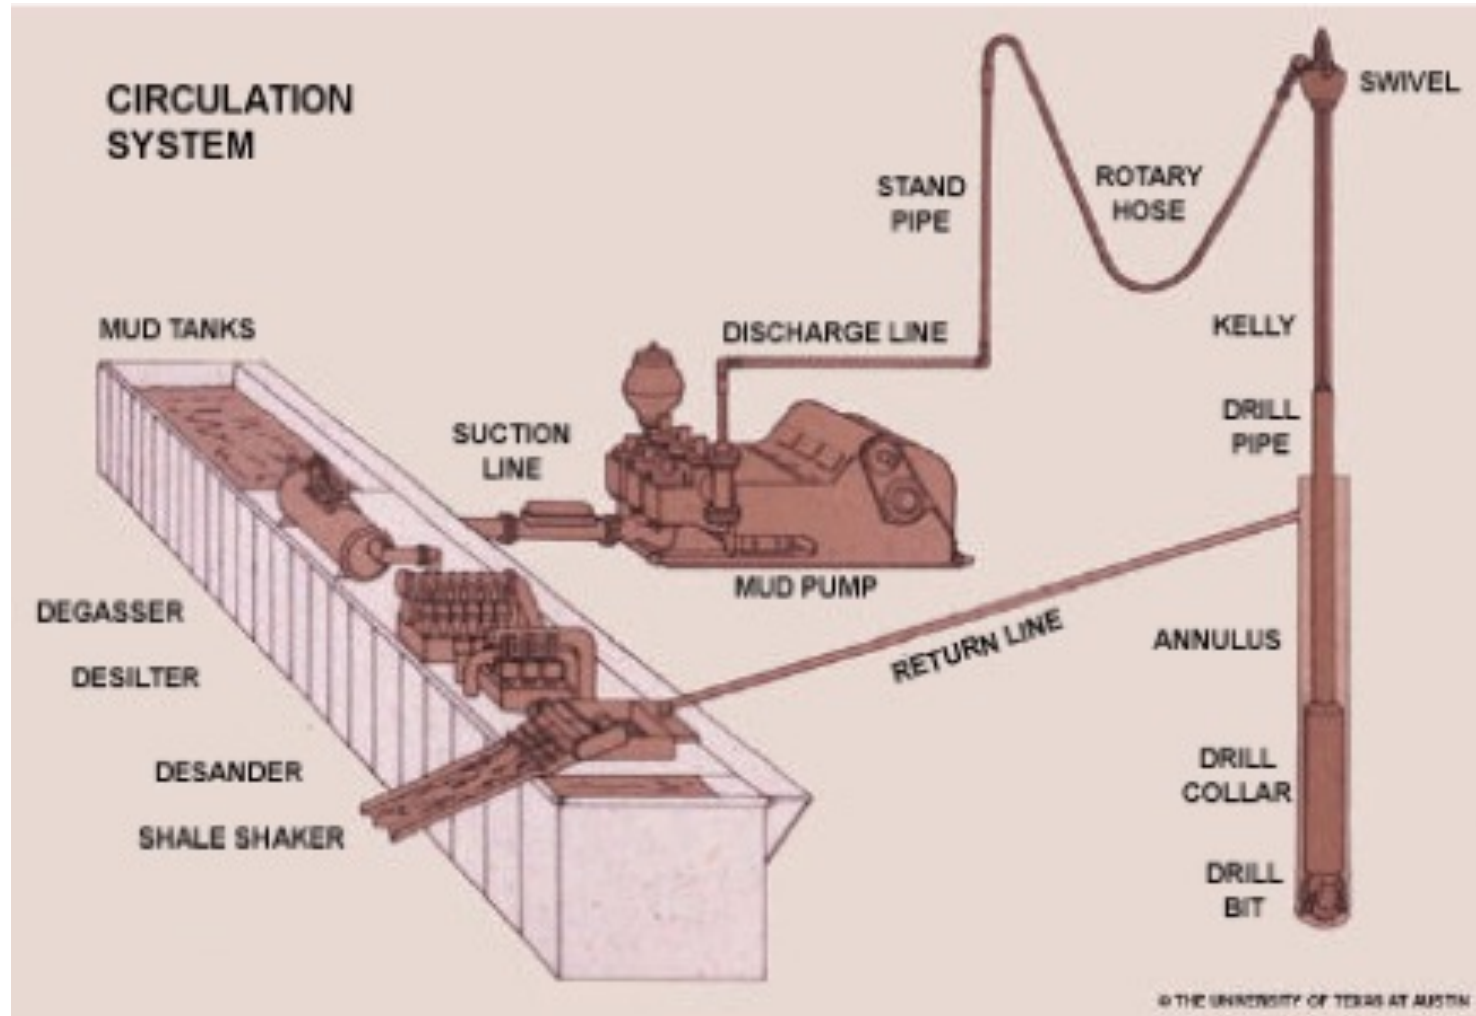 CIRCULATION
SYSTEM
SWIVEL
STAND
PIPE
ROTARY
HOSE
MUD TANKS
DISCHARGE LINE
KELLY
SUCTION
LINE
DRILL
PIPE
MUD PUMP
DEGASSER
RETURN LINE
ANNULUS
DESILTER
DESANDER
DRILL
COLLAR
SHALE SHAKER
DRILL
BIT
© THE UNIVERSITY OF TEXAS AT AUSTIN